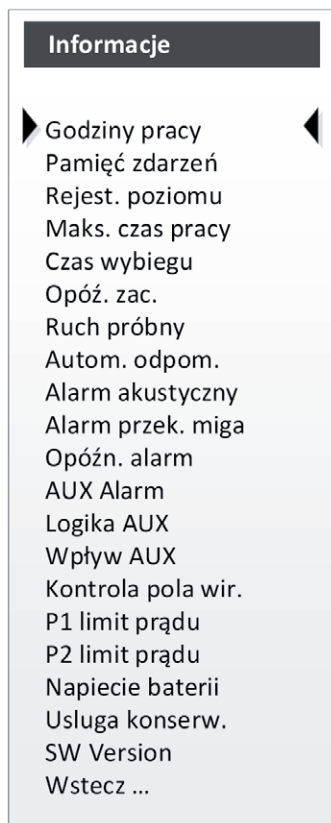 Informacje
Godziny pracy
Pamięć zdarzeń
Rejest. poziomu
Maks. czas pracy
Czas wybiegu
Opóź. zac.
Ruch próbny
Autom. odpom.
Alarm akustyczny
Alarm przek. miga
Opóźn. alarm
AUX Alarm
Logika AUX
Wpływ AUX
Kontrola pola wir.
P1 limit prądu
P2 limit prądu
Napiecie baterii
Usluga konserw.
SW Version
Wstecz ...